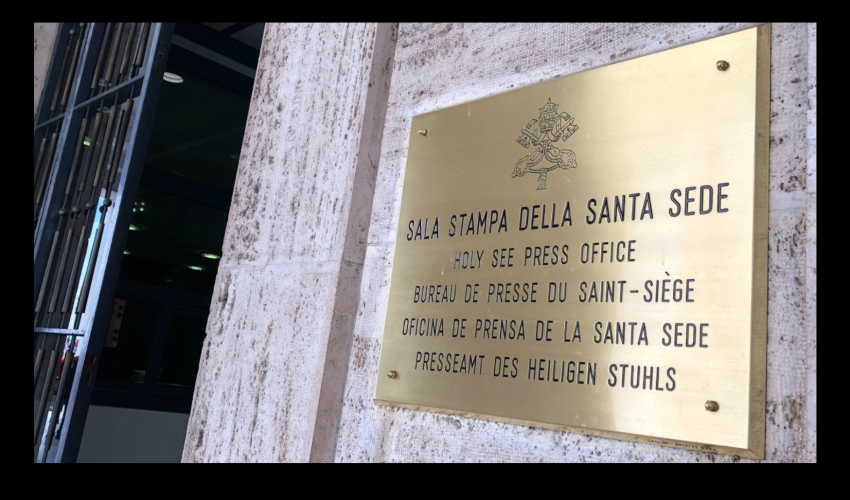 SALA STAMPA DELLA SANTA SEDE
HOLY SEE PRESS OFFICE
BUREAU DE PRESSE DU SAINT-SIÈGE
OFICINA DE PRENSA DE LA SANTA SEDE
PRESSEAMT DES HEILIGEN STUHLS